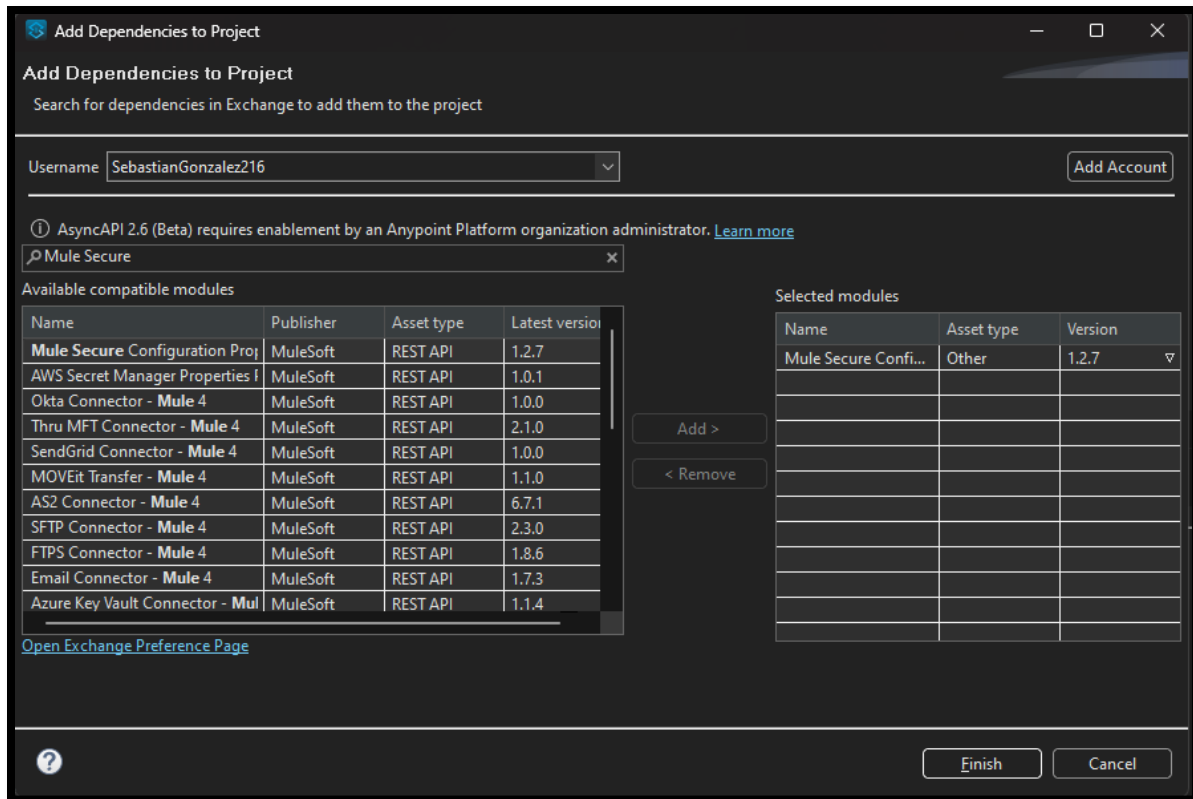 Add Dependencies to Project
Add Dependencies to Project
Search for dependencies in Exchange to add them to the project
Username SebastianGonzalez216 Add Account
AsyncAPI 2.6 (Beta) requires enablement by an Anypoint Platform organization administrator. Learn more
Mule Secure
Available compatible modules
Name Publisher Asset type Latest version
Mule Secure Configuration Prop MuleSoft REST API 1.2.7
AWS Secret Manager Properties P MuleSoft REST API 1.0.1
Okta Connector - Mule 4 MuleSoft REST API 1.0.0
Thru MFT Connector - Mule 4 MuleSoft REST API 2.1.0
SendGrid Connector - Mule 4 MuleSoft REST API 1.0.0
MOVEit Transfer - Mule 4 MuleSoft REST API 1.1.0
AS2 Connector - Mule 4 MuleSoft REST API 6.7.1
SFTP Connector - Mule 4 MuleSoft REST API 2.3.0
FTPS Connector - Mule 4 MuleSoft REST API 1.8.6
Email Connector - Mule 4 MuleSoft REST API 1.7.3
Azure Key Vault Connector - Mul MuleSoft REST API 1.1.4
Open Exchange Preference Page
Add >
< Remove
Selected modules
Name Asset type Version
Mule Secure Confi... Other 1.2.7
Finish Cancel